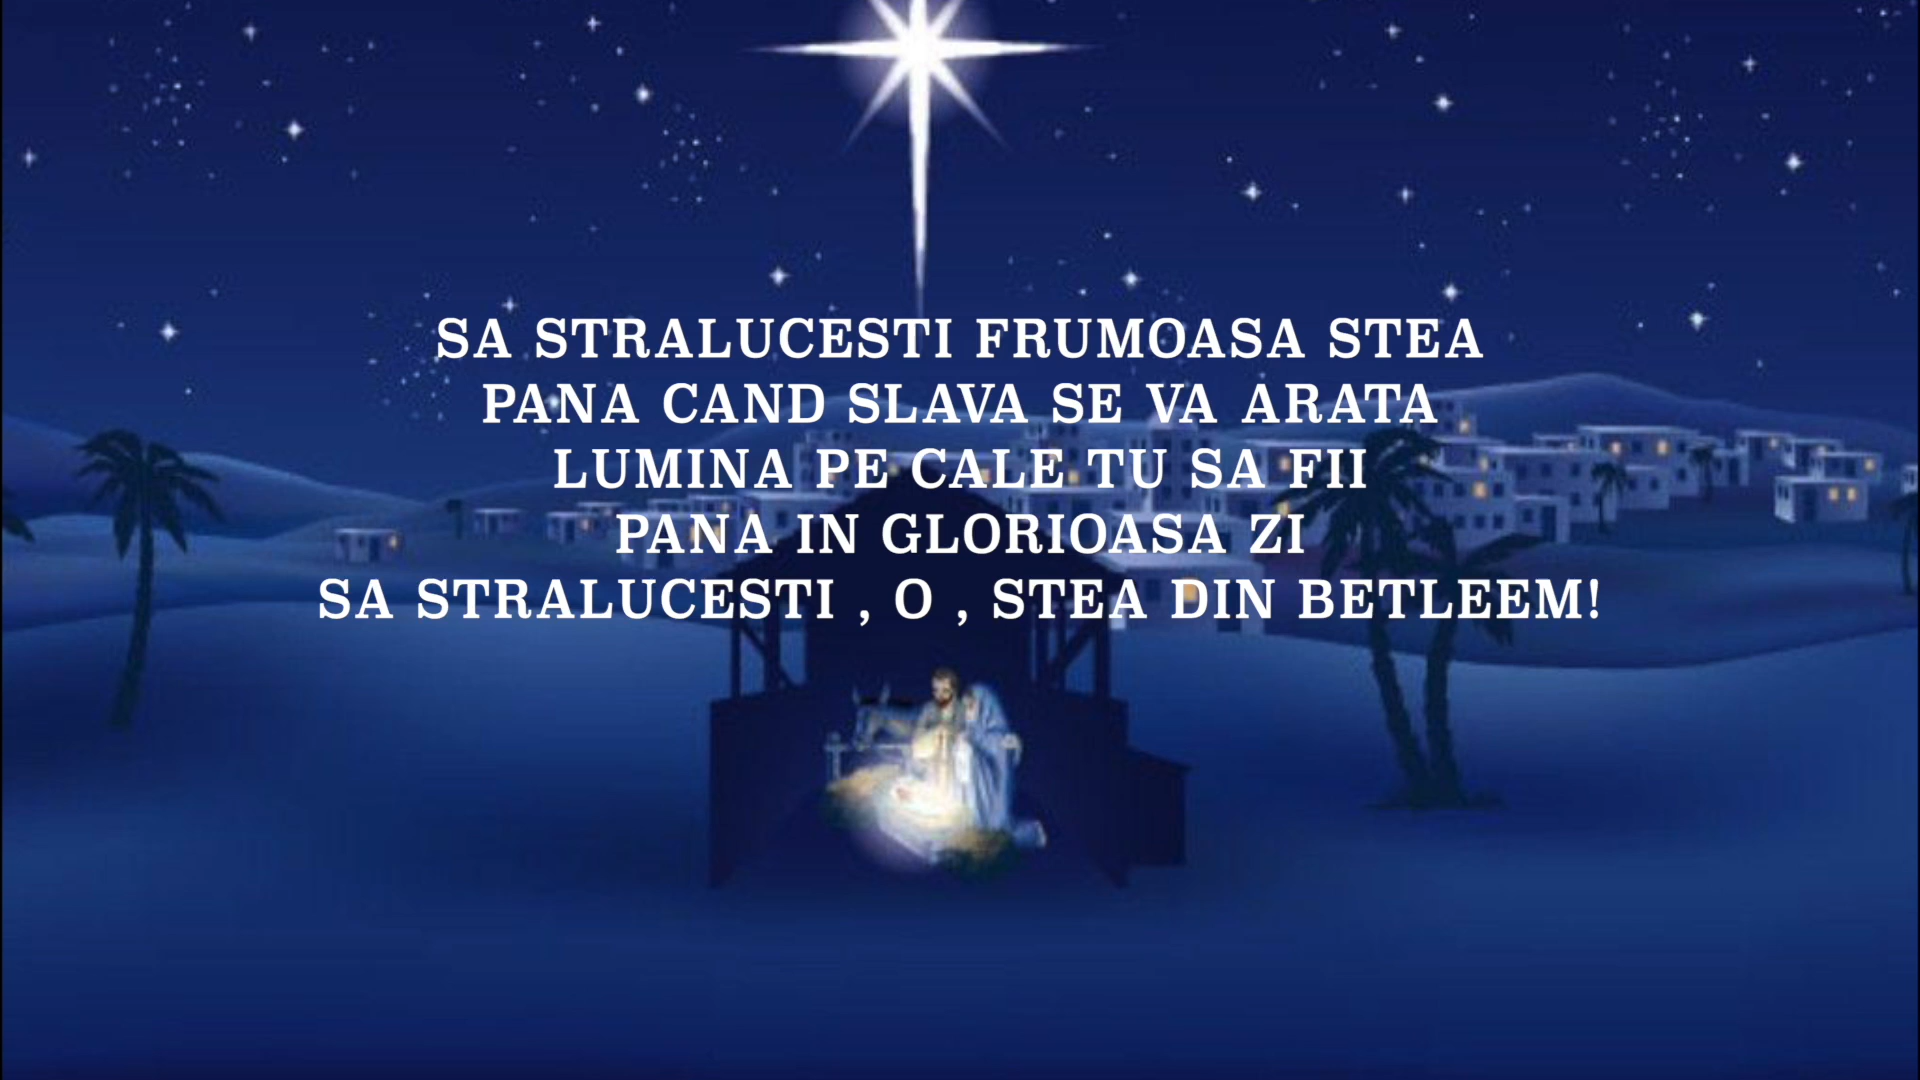 SA STRALUCESTI FRUMOASA STEA
PANA CAND SLAVA SE VA ARATA
LUMINA PE CALE TU SA FII
PANA IN GLORIOASA ZI
SA STRALUCESTI , O , STEA DIN BETLEEM!